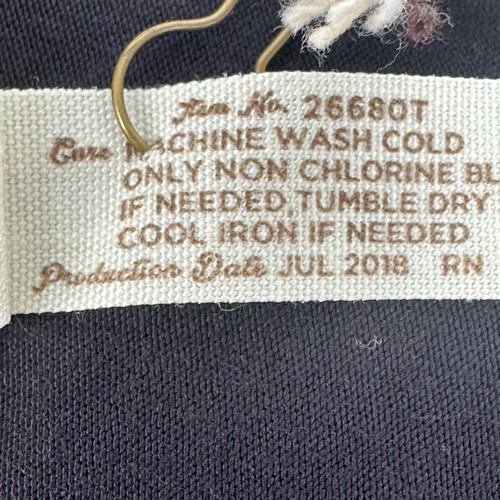 Item No. 26680T
Care MACHINE WASH COLD
ONLY NON CHLORINE BL
IF NEEDED, TUMBLE DRY
COOL IRON IF NEEDED
Production Date JUL 2018 RN